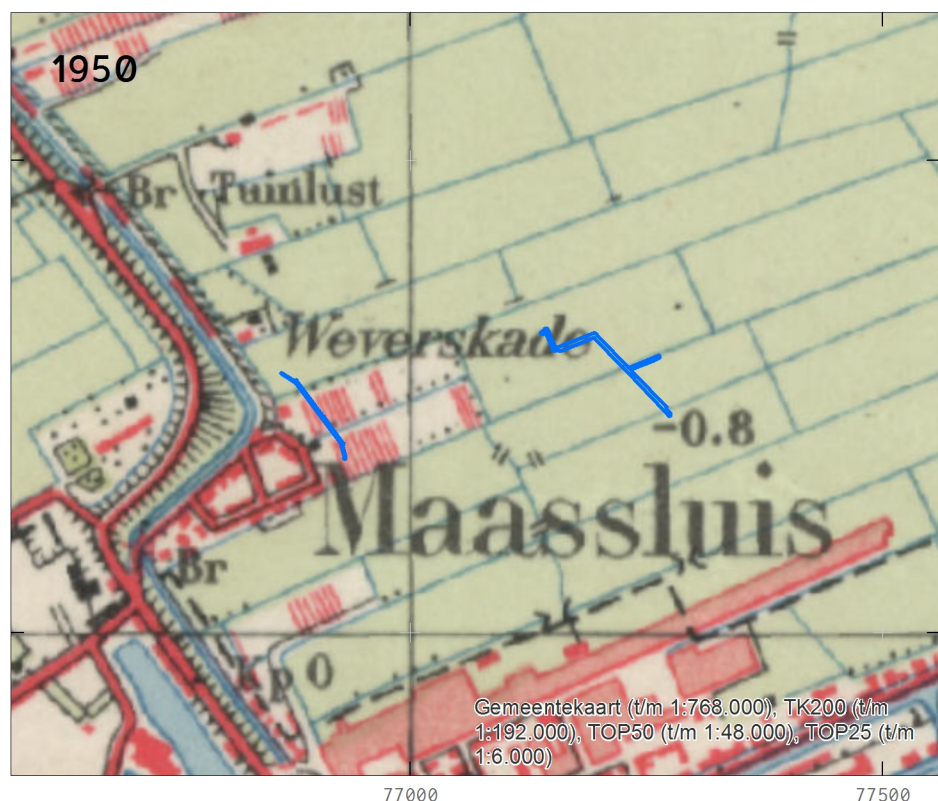 1950
Br
Tuinlust
Weverskade
-0.8
Maassluis
Br
Kp O
Gemeentekaart (t/m 1:768.000), TK200 (t/m
1:192.000), TOP50 (t/m 1:48.000), TOP25 (t/m
1:6.000)
77000
77500